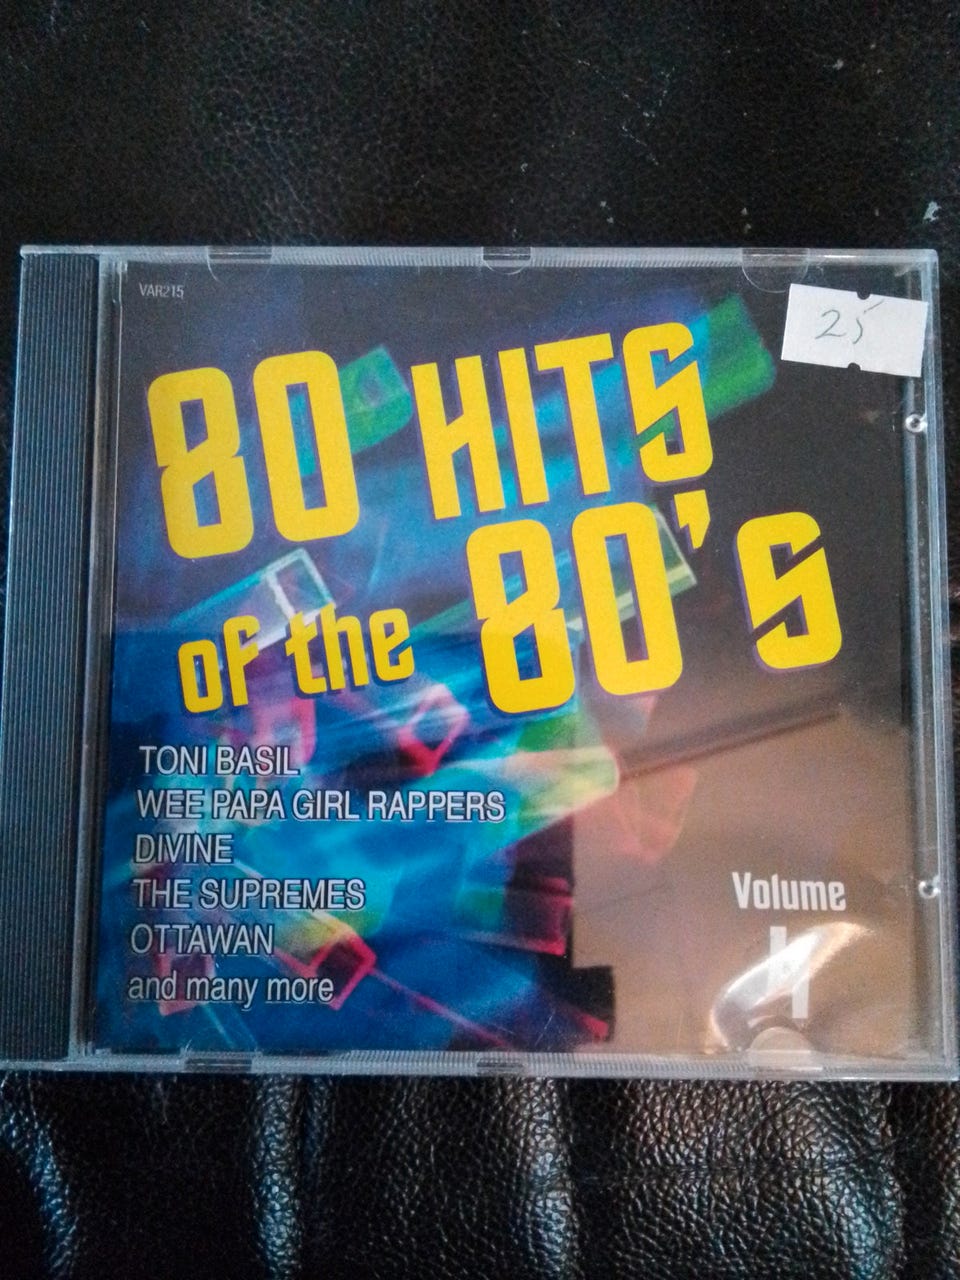 VAR215
25
80 HITS
of the 80's
TONI BASIL
WEE PAPA GIRL RAPPERS
DIVINE
THE SUPREMES
OTTAWAN
and many more
Volume
4